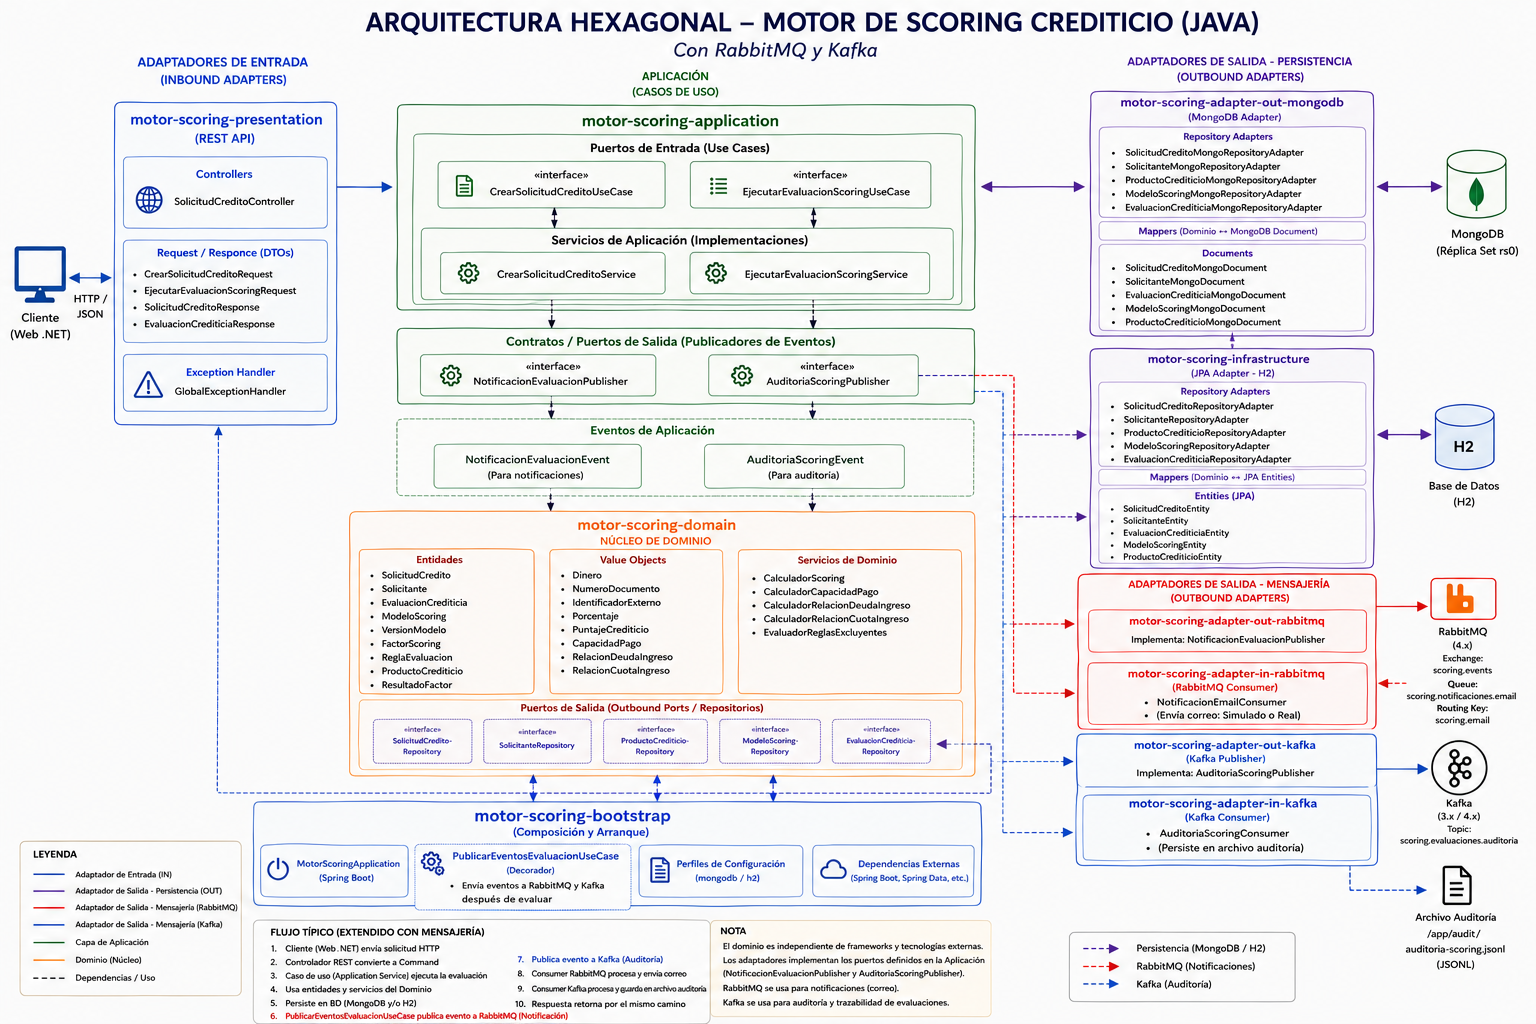 ARQUITECTURA HEXAGONAL – MOTOR DE SCORING CREDITICIO (JAVA)
Con RabbitMQ y Kafka
ADAPTADORES DE ENTRADA
(INBOUND ADAPTERS)
motor-scoring-presentation
(REST API)
Controllers
SolicitudCreditoController
Request / Responce (DTOs)
• CrearSolicitudCreditoRequest
• EjecutarEvaluacionScoringRequest
• SolicitudCreditoResponse
• EvaluacionCrediticiaResponse
Exception Handler
GlobalExceptionHandler
Cliente
(Web .NET)
HTTP /
JSON
APLICACIÓN
(CASOS DE USO)
motor-scoring-application
Puertos de Entrada (Use Cases)
«interface»
CrearSolicitudCreditoUseCase
«interface»
EjecutarEvaluacionScoringUseCase
Servicios de Aplicación (Implementaciones)
CrearSolicitudCreditoService
EjecutarEvaluacionScoringService
Contratos / Puertos de Salida (Publicadores de Eventos)
«interface»
NotificacionEvaluacionPublisher
«interface»
AuditoriaScoringPublisher
Eventos de Aplicación
NotificacionEvaluacionEvent
(Para notificaciones)
AuditoriaScoringEvent
(Para auditoría)
motor-scoring-domain
NÚCLEO DE DOMINIO
Entidades
• SolicitudCredito
• Solicitante
• EvaluacionCrediticia
• ModeloScoring
• VersionModelo
• FactorScoring
• ReglaEvaluacion
• ProductoCrediticio
• ResultadoFactor
Value Objects
• Dinero
• NumeroDocumento
• IdentificadorExterno
• Porcentaje
• PuntajeCrediticio
• CapacidadPago
• RelacionDeudaIngreso
• RelacionCuotaIngreso
Servicios de Dominio
• CalculadorScoring
• CalculadorCapacidadPago
• CalculadorRelacionDeudaIngreso
• CalculadorRelacionCuotaIngreso
• EvaluadorReglasExcluyentes
Puertos de Salida (Outbound Ports / Repositorios)
«interface»
SolicitudCredito-
Repository
«interface»
SolicitanteRepository
«interface»
ProductoCrediticio-
Repository
«interface»
ModeloScoring-
Repository
«interface»
EvaluacionCrediticia-
Repository
motor-scoring-bootstrap
(Composición y Arranque)
MotorScoringApplication
(Spring Boot)
PublicarEventosEvaluacionUseCase
(Decorador)
• Envía eventos a RabbitMQ y Kafka
después de evaluar
Perfiles de Configuración
(mongodb / h2)
Dependencias Externas
(Spring Boot, Spring Data, etc.)
ADAPTADORES DE SALIDA - PERSISTENCIA
(OUTBOUND ADAPTERS)
motor-scoring-adapter-out-mongodb
(MongoDB Adapter)
Repository Adapters
• SolicitudCreditoMongoRepositoryAdapter
• SolicitanteMongoRepositoryAdapter
• ProductoCreditioMongoRepositoryAdapter
• ModeloScoringMongoRepositoryAdapter
• EvaluacionCrediticiaMongoRepositoryAdapter
Mappers (Dominio ↔ MongoDB Document)
Documents
• SolicitudCreditoMongoDocument
• SolicitanteMongoDocument
• EvaluacionCrediticiaMongoDocument
• ModeloScoringMongoDocument
• ProductoCrediticioMongoDocument
MongoDB
(Réplica Set rs0)
motor-scoring-infrastructure
(JPA Adapter - H2)
Repository Adapters
• SolicitudCreditoRepositoryAdapter
• SolicitanteRepositoryAdapter
• ProductoCrediticioRepositoryAdapter
• ModeloScoringRepositoryAdapter
• EvaluacionCrediticiaRepositoryAdapter
Mappers (Dominio ↔ JPA Entities)
Entities (JPA)
• SolicitudCreditoEntity
• SolicitanteEntity
• EvaluacionCrediticiaEntity
• ModeloScoringEntity
• ProductoCrediticioEntity
H2
Base de Datos
(H2)
ADAPTADORES DE SALIDA - MENSAJERÍA
(OUTBOUND ADAPTERS)
motor-scoring-adapter-out-rabbitmq
Implementa: NotificacionEvaluacionPublisher
motor-scoring-adapter-in-rabbitmq
(RabbitMQ Consumer)
• NotificacionEmailConsumer
• (Envía correo: Simulado o Real)
RabbitMQ
(4.x)
Exchange:
scoring.events
Queue:
scoring.notificaciones.email
Routing Key:
scoring.email
motor-scoring-adapter-out-kafka
(Kafka Publisher)
Implementa: AuditoriaScoringPublisher
motor-scoring-adapter-in-kafka
(Kafka Consumer)
• AuditoriaScoringConsumer
• (Persiste en archivo auditoría)
Kafka
(3.x / 4.x)
Topic:
scoring.evaluaciones.auditoria
Archivo Auditoría
/app/audit/
auditoria-scoring.jsonl
(JSONL)
LEYENDA
Adaptador de Entrada (IN)
Adaptador de Salida - Persistencia (OUT)
Adaptador de Salida - Mensajería (RabbitMQ)
Adaptador de Salida - Mensajería (Kafka)
Capa de Aplicación
Dominio (Núcleo)
Dependencias / Uso
FLUJO TÍPICO (EXTENDIDO CON MENSAJERÍA)
1. Cliente (Web .NET) envía solicitud HTTP
2. Controlador REST convierte a Command
3. Caso de uso (Application Service) ejecuta la evaluación
4. Usa entidades y servicios del Dominio
5. Persiste en BD (MongoDB y/o H2)
6. PublicarEventosEvaluacionUseCase publica evento a RabbitMQ (Notificación)
7. Publica evento a Kafka (Auditoría)
8. Consumer RabbitMQ procesa y envía correo
9. Consumer Kafka procesa y guarda en archivo auditoría
10. Respuesta retorna por el mismo camino
NOTA
El dominio es independiente de frameworks y tecnologías externas.
Los adaptadores implementan los puertos definidos en la Aplicación
(NotificacionEvaluacionPublisher y AuditoriaScoringPublisher).
RabbitMQ se usa para notificaciones (correo).
Kafka se usa para auditoría y trazabilidad de evaluaciones.
Persistencia (MongoDB / H2)
RabbitMQ (Notificaciones)
Kafka (Auditoría)